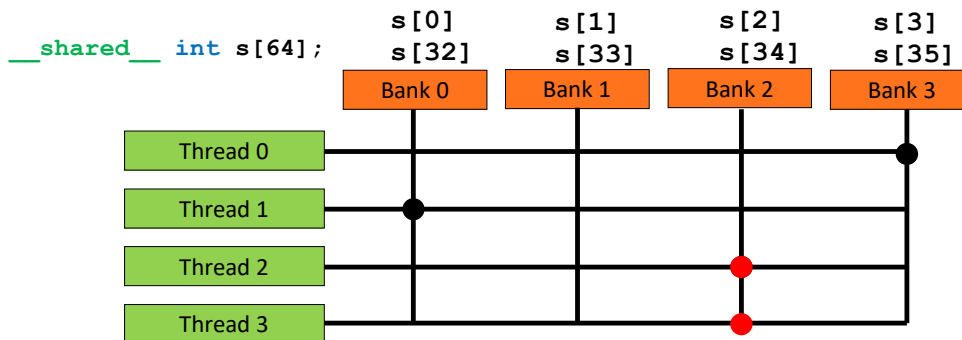 s[0] s[1] s[2] s[3]
__shared__ int s[64]; s[32] s[33] s[34] s[35]
Bank 0 Bank 1 Bank 2 Bank 3
Thread 0
Thread 1
Thread 2
Thread 3